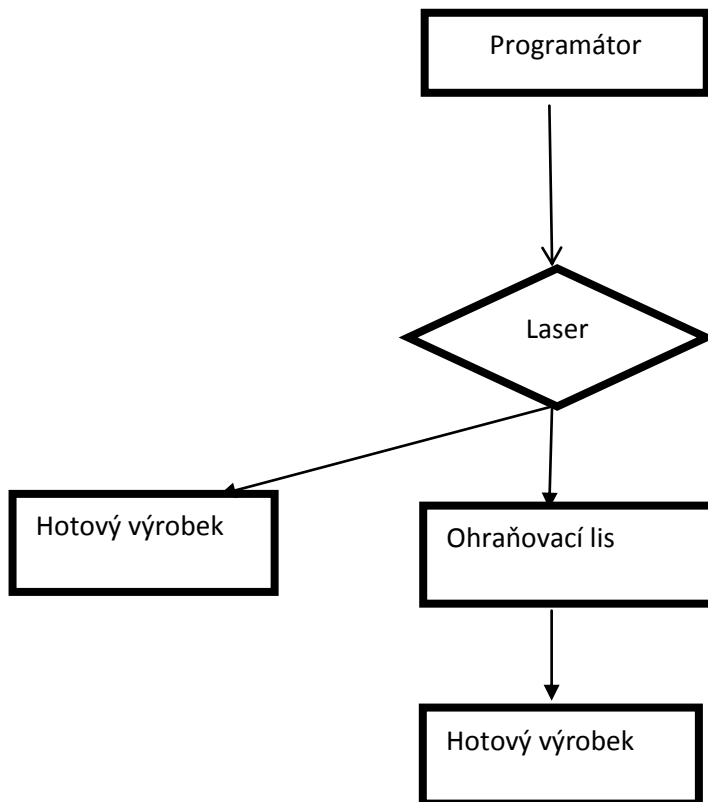 Programátor
Laser
Hotový výrobek
Ohraňovací lis
Hotový výrobek